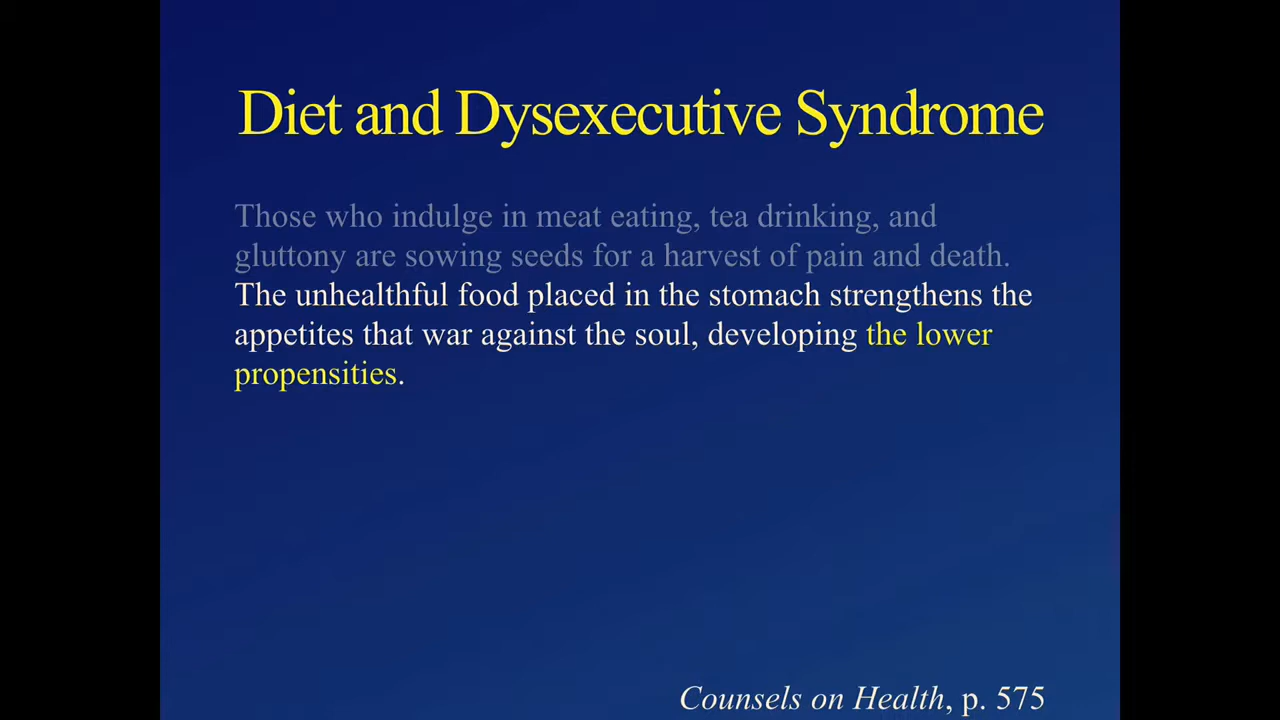 Diet and Dysexecutive Syndrome
Those who indulge in meat eating, tea drinking, and
gluttony are sowing seeds for a harvest of pain and death.
The unhealthful food placed in the stomach strengthens the
appetites that war against the soul, developing the lower
propensities.
Counsels on Health, p. 575